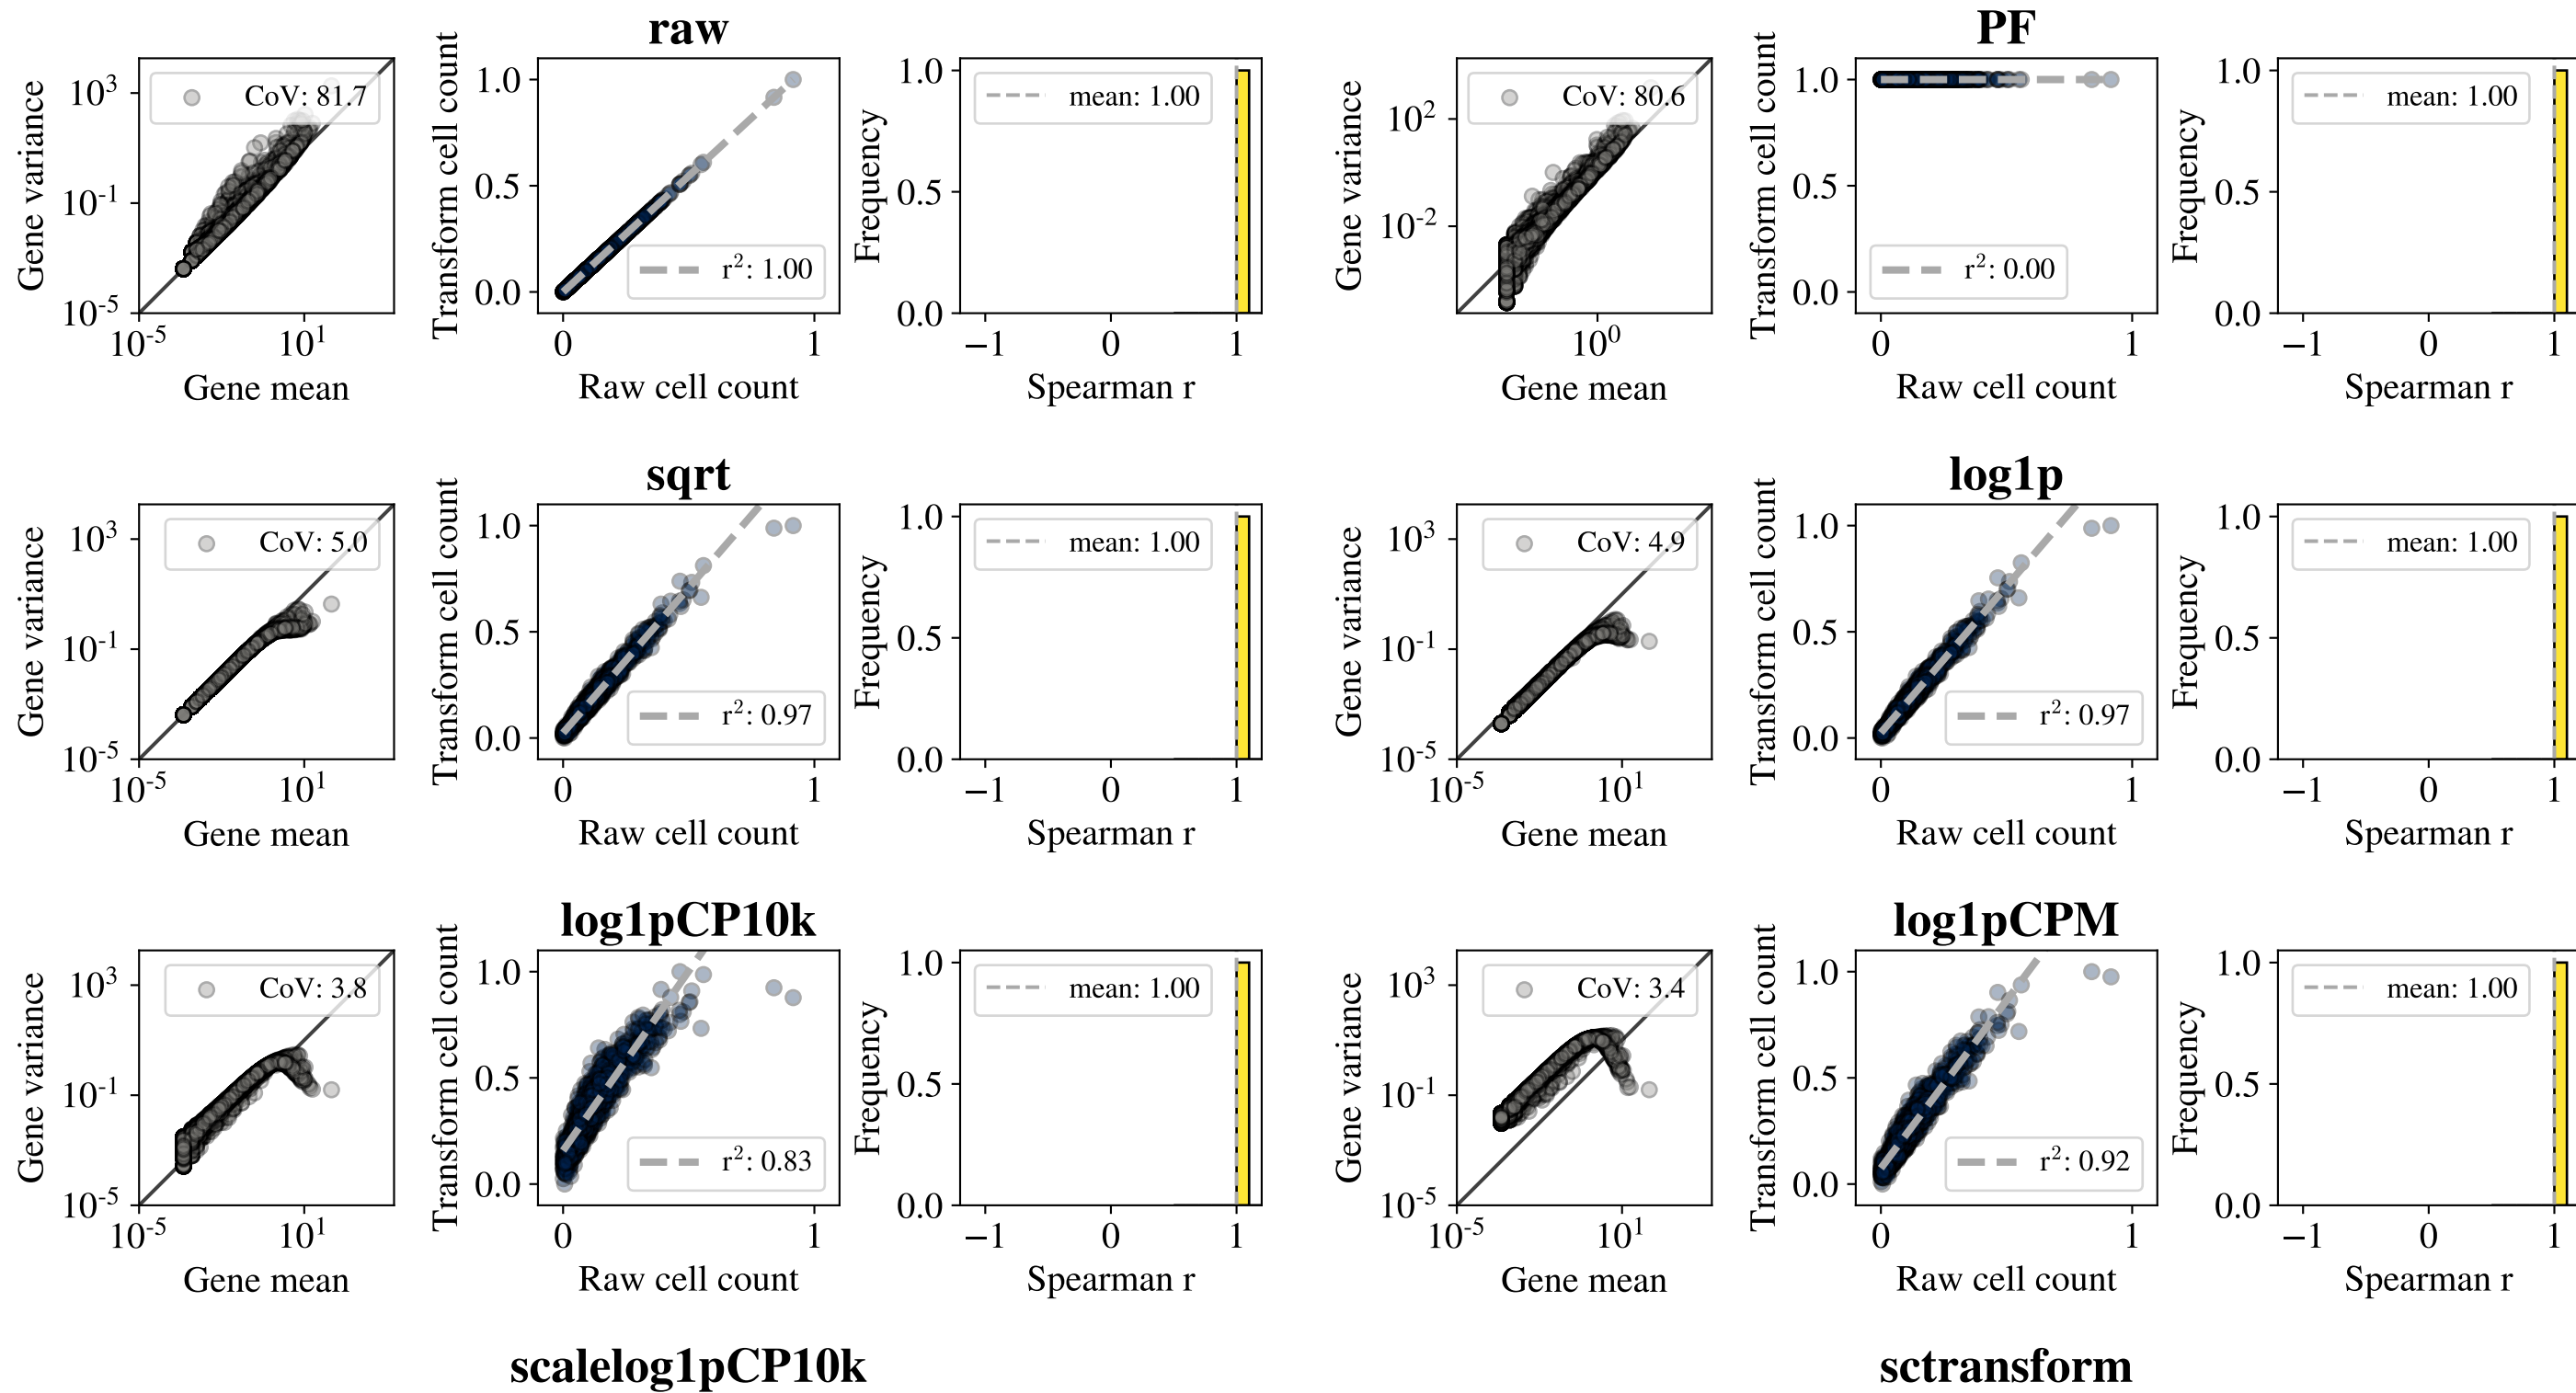 raw
Gene variance
10^3
10^-1
10^-5
CoV: 81.7
10^-5
10^1
Gene mean
Transform cell count
1.0
0.5
0.0
r^2: 1.00
0
1
Raw cell count
Frequency
1.0
0.5
0.0
mean: 1.00
−1
0
1
Spearman r
PF
Gene variance
10^2
10^-2
CoV: 80.6
10^0
Gene mean
Transform cell count
1.0
0.5
0.0
r^2: 0.00
0
1
Raw cell count
Frequency
1.0
0.5
0.0
mean: 1.00
−1
0
1
Spearman r
sqrt
Gene variance
10^3
10^-1
10^-5
CoV: 5.0
10^-5
10^1
Gene mean
Transform cell count
1.0
0.5
0.0
r^2: 0.97
0
1
Raw cell count
Frequency
1.0
0.5
0.0
mean: 1.00
−1
0
1
Spearman r
log1p
Gene variance
10^3
10^-1
10^-5
CoV: 4.9
10^-5
10^1
Gene mean
Transform cell count
1.0
0.5
0.0
r^2: 0.97
0
1
Raw cell count
Frequency
1.0
0.5
0.0
mean: 1.00
−1
0
1
Spearman r
log1pCP10k
Gene variance
10^3
10^-1
10^-5
CoV: 3.8
10^-5
10^1
Gene mean
Transform cell count
1.0
0.5
0.0
r^2: 0.83
0
1
Raw cell count
Frequency
1.0
0.5
0.0
mean: 1.00
−1
0
1
Spearman r
log1pCPM
Gene variance
10^3
10^-1
10^-5
CoV: 3.4
10^-5
10^1
Gene mean
Transform cell count
1.0
0.5
0.0
r^2: 0.92
0
1
Raw cell count
Frequency
1.0
0.5
0.0
mean: 1.00
−1
0
1
Spearman r
scalelog1pCP10k
sctransform